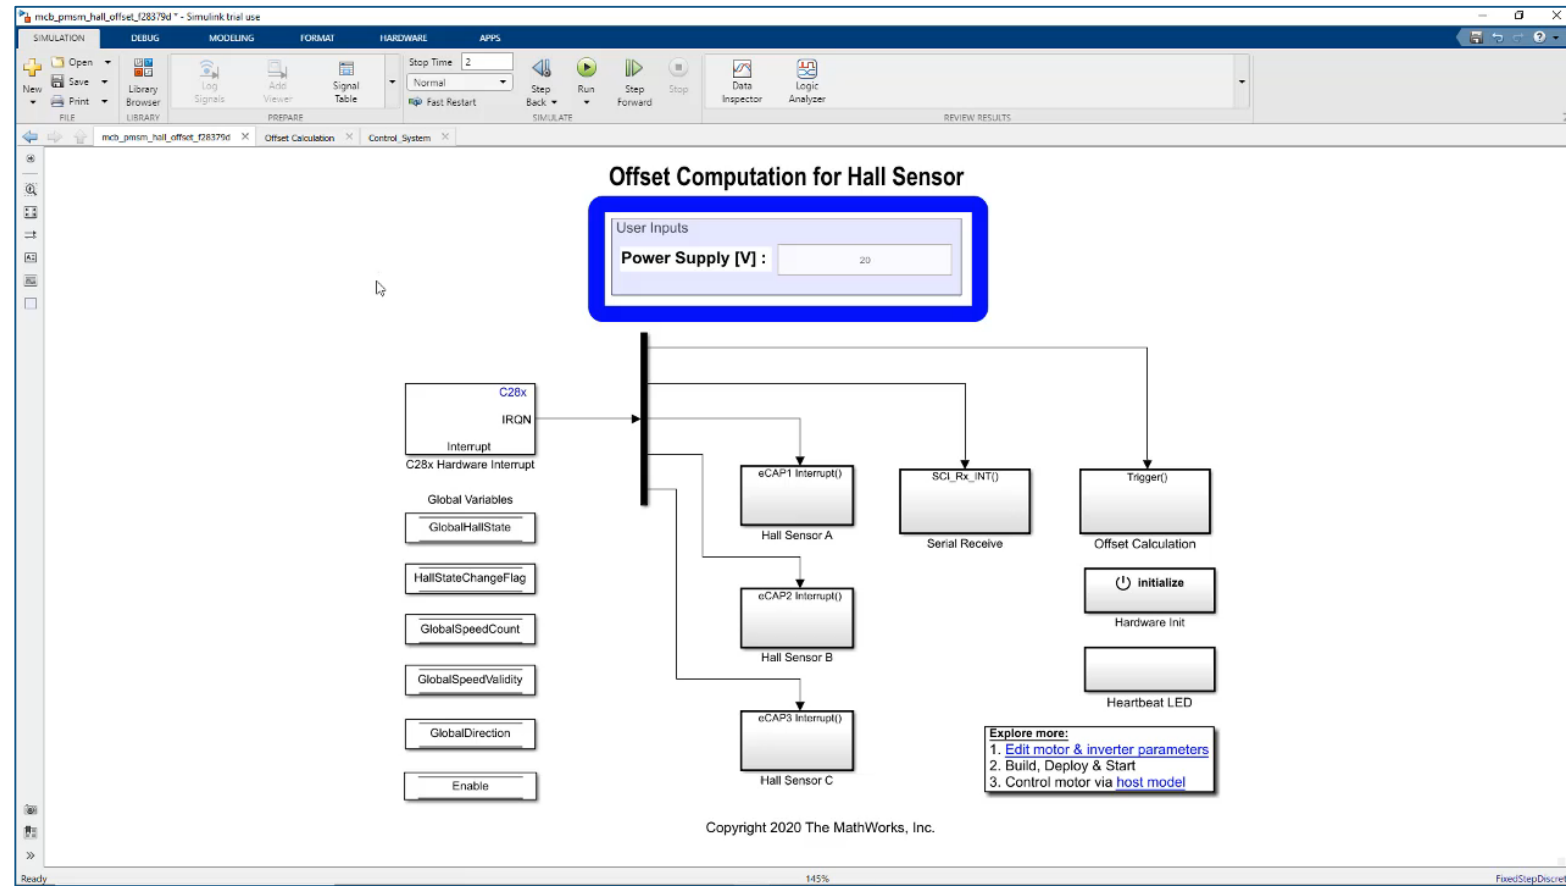 mcb_pmsm_hall_offset_f28379d * - Simulink trial use
SIMULATION DEBUG MODELING FORMAT HARDWARE APPS
New
Open
Save
Print
FILE
Library
Browser
LIBRARY
Log
Signals
Add
Viewer
Signal
Table
PREPARE
Stop Time 2
Normal
Fast Restart
Step
Back
Run
Step
Forward
Stop
SIMULATE
Data
Inspector
Logic
Analyzer
REVIEW RESULTS
mcb_pmsm_hall_offset_f28379d Offset Calculation Control_System
Offset Computation for Hall Sensor
User Inputs
Power Supply [V] : 20
C28x
IRQN
Interrupt
C28x Hardware Interrupt
Global Variables
GlobalHallState
HallStateChangeFlag
GlobalSpeedCount
GlobalSpeedValidity
GlobalDirection
Enable
eCAP1 Interrupt()
Hall Sensor A
eCAP2 Interrupt()
Hall Sensor B
eCAP3 Interrupt()
Hall Sensor C
SCI_Rx_INT()
Serial Receive
Trigger()
Offset Calculation
initialize
Hardware Init
Heartbeat LED
Explore more:
1. Edit motor & inverter parameters
2. Build, Deploy & Start
3. Control motor via host model
Copyright 2020 The MathWorks, Inc.
Ready 145% FixedStepDiscret